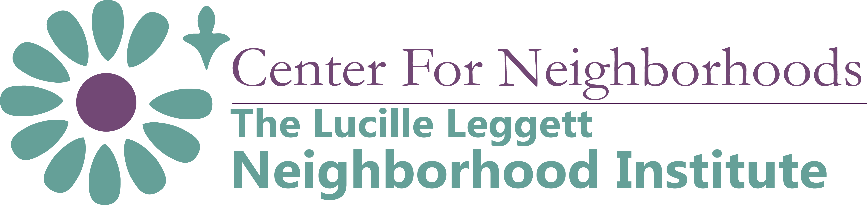 Center For Neighborhoods
The Lucille Leggett
Neighborhood Institute